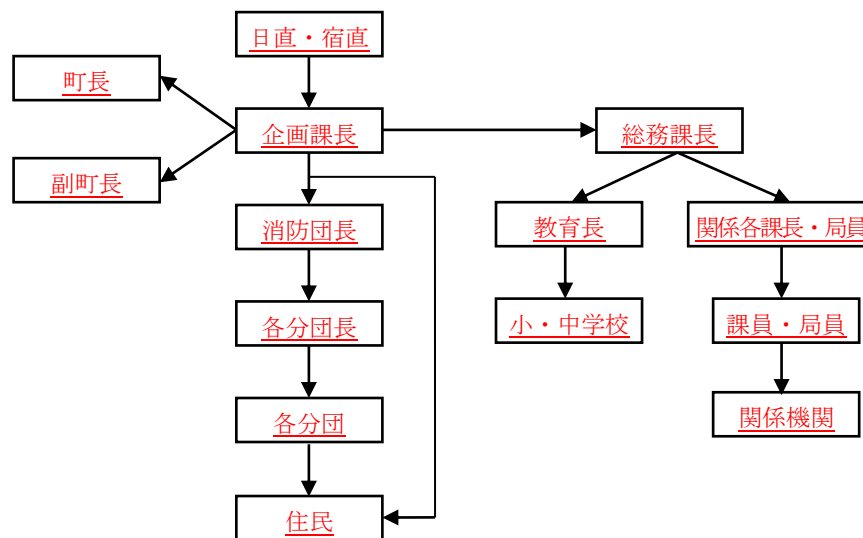 日直・宿直
町長
企画課長
総務課長
副町長
消防団長
教育長
関係各課長・局員
各分団長
小・中学校
課員・局員
各分団
関係機関
住民